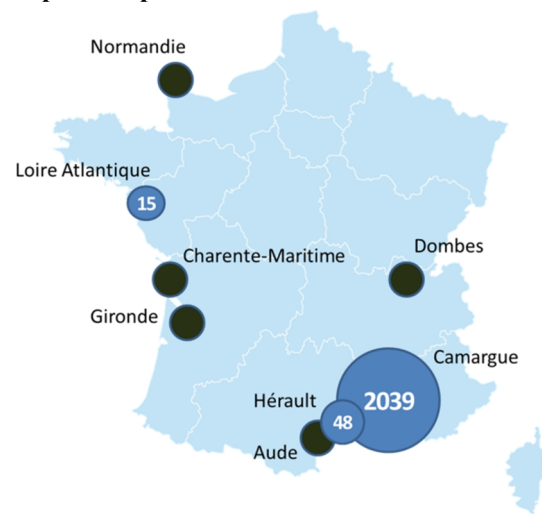 Normandie
Loire Atlantique
15
Charente-Maritime
Dombes
Gironde
Camargue
Hérault
2039
48
Aude